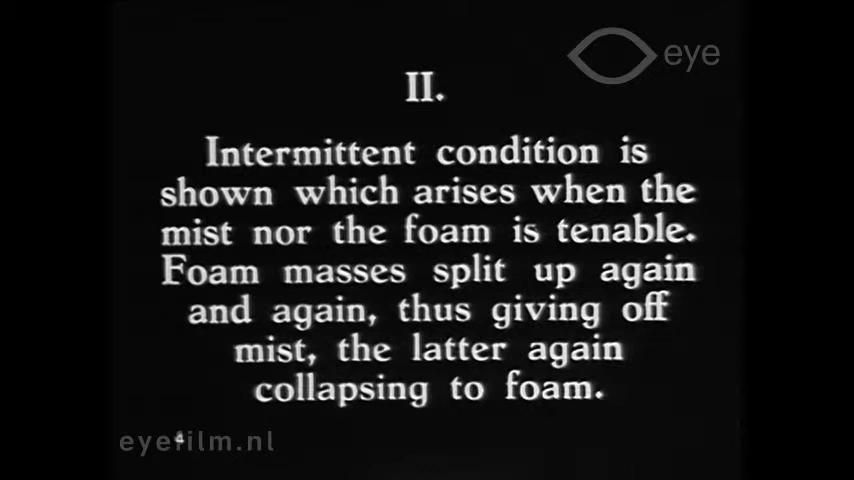 eye
II.
Intermittent condition is
shown which arises when the
mist nor the foam is tenable.
Foam masses split up again
and again, thus giving off
mist, the latter again
collapsing to foam.
4
eyefilm.nl